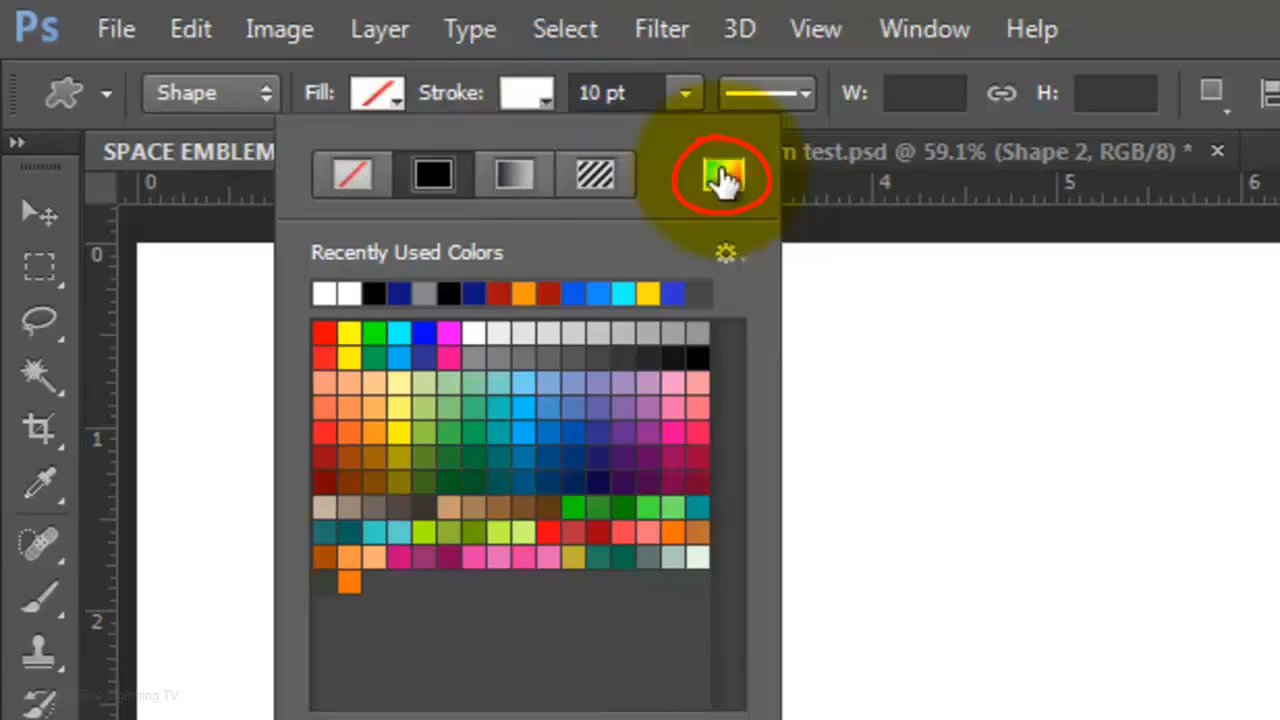 Ps File Edit Image Layer Type Select Filter 3D View Window Help
Shape Fill: Stroke: 10 pt W: H:
SPACE EMBLEM m test.psd @ 59.1% (Shape 2, RGB/8) * ×
0 4 5 6
Recently Used Colors
0
1
2
Blue Lightning TV